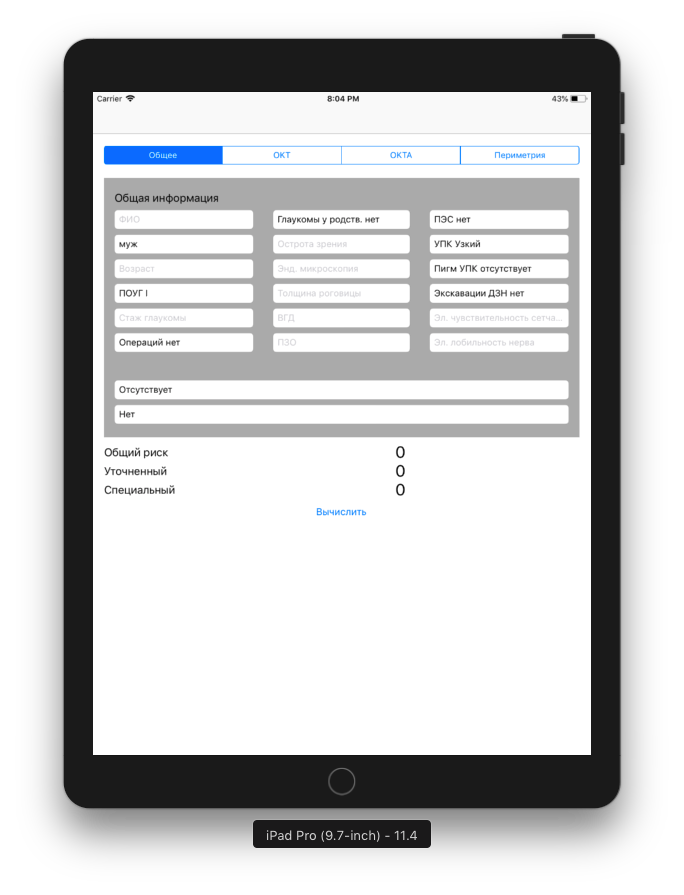 Carrier 8:04 PM 43%
Общее ОКТ ОКТА Периметрия
Общая информация
ФИО Глаукомы у родств. нет ПЭС нет
муж Острота зрения УПК Узкий
Возраст Энд. микроскопия Пигм УПК отсутствует
ПОУГ I Толщина роговицы Экскавации ДЗН нет
Стаж глаукомы ВГД Эл. чувствительность сетча...
Операций нет ПЗО Эл. лобильность нерва
Отсутствует
Нет
Общий риск 0
Уточненный 0
Специальный 0
Вычислить
iPad Pro (9.7-inch) - 11.4